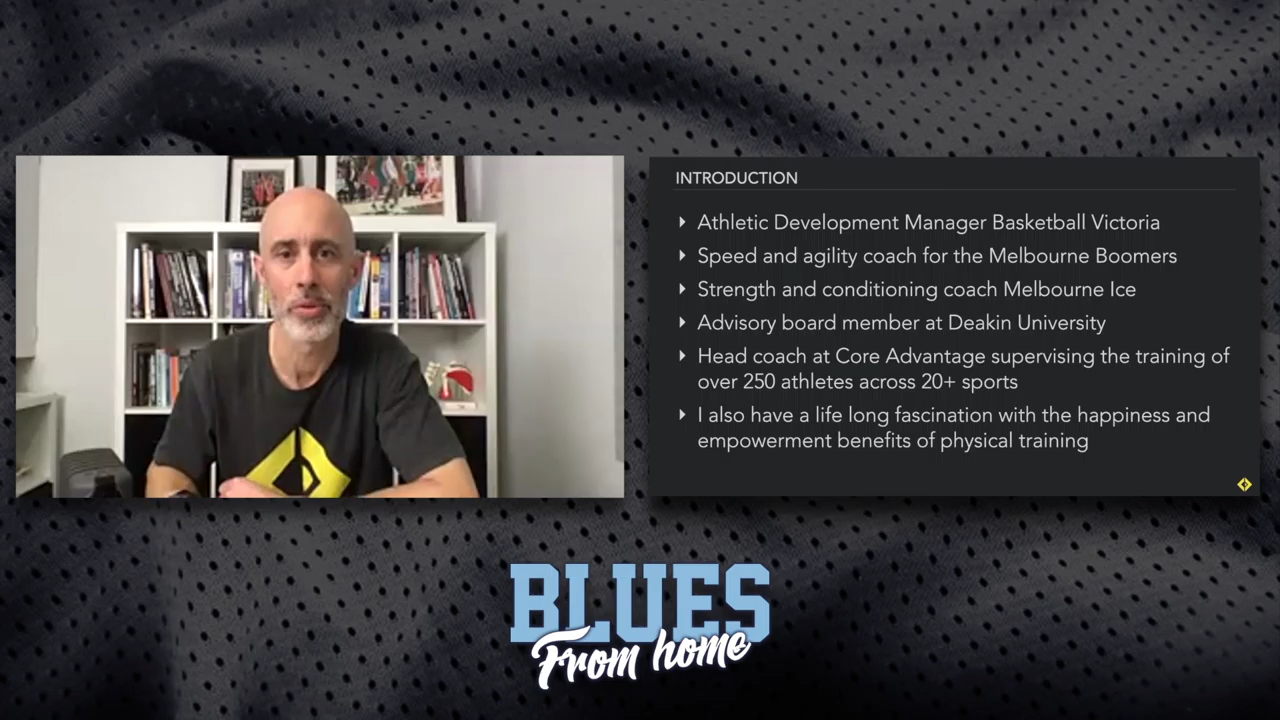 INTRODUCTION
Athletic Development Manager Basketball Victoria
Speed and agility coach for the Melbourne Boomers
Strength and conditioning coach Melbourne Ice
Advisory board member at Deakin University
Head coach at Core Advantage supervising the training of
over 250 athletes across 20+ sports
I also have a life long fascination with the happiness and
empowerment benefits of physical training
BLUES
From home